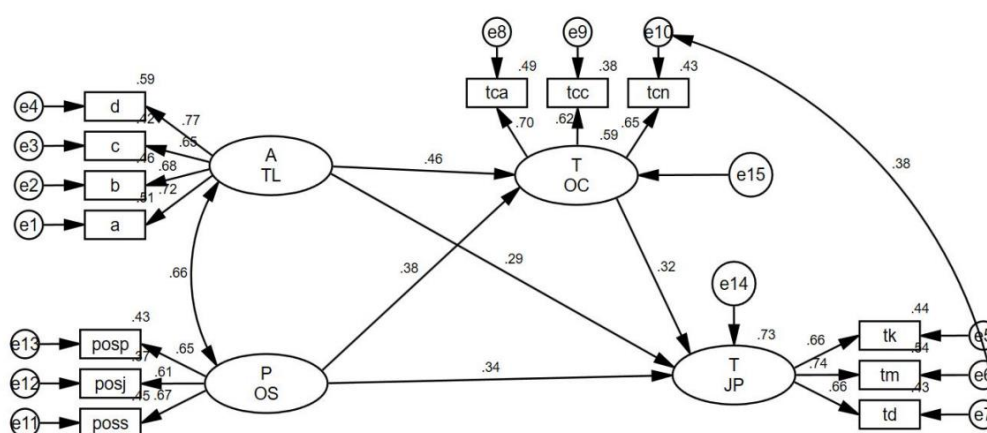 e8
e9
e10
.49
.38
.43
tca
tcc
tcn
.70
.62
.65
.59
.59
e4
d
.77
.42
e3
c
.65
.46
e2
b
.68
.51
e1
a
.72
A
TL
T
OC
e15
.46
.38
.66
.38
.29
.32
e14
.43
e13
posp
.65
.37
e12
posj
.61
.45
e11
poss
.67
P
OS
.34
.73
T
JP
.44
.66
tk
e5
.54
.74
tm
e6
.43
.66
td
e7